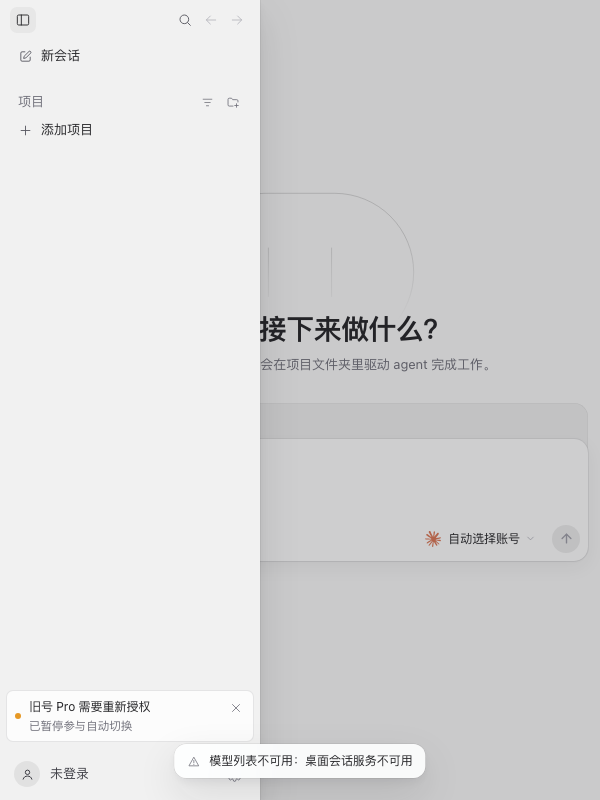 新会话
项目
添加项目
接下来做什么?
会在项目文件夹里驱动 agent 完成工作。
自动选择账号
旧号 Pro 需要重新授权
已暂停参与自动切换
未登录
模型列表不可用：桌面会话服务不可用